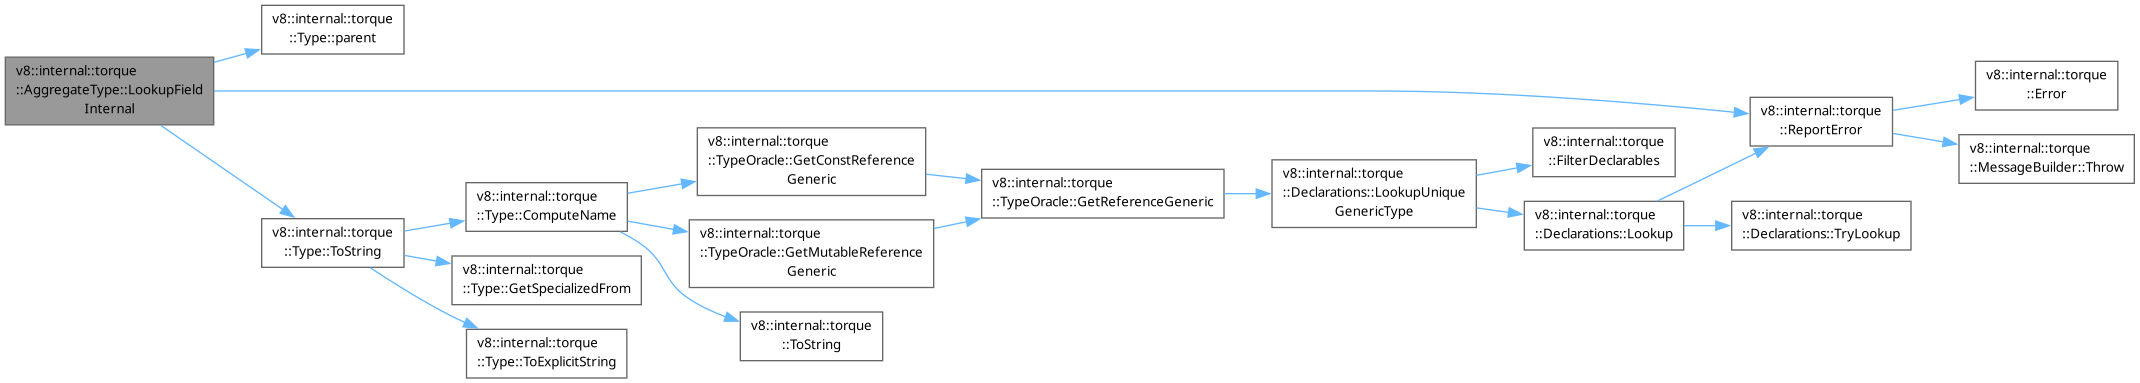 v8::internal::torque
::AggregateType::LookupField
Internal
v8::internal::torque
::Type::parent
v8::internal::torque
::Type::ToString
v8::internal::torque
::Type::ComputeName
v8::internal::torque
::Type::GetSpecializedFrom
v8::internal::torque
::Type::ToExplicitString
v8::internal::torque
::TypeOracle::GetConstReference
Generic
v8::internal::torque
::TypeOracle::GetMutableReference
Generic
v8::internal::torque
::ToString
v8::internal::torque
::TypeOracle::GetReferenceGeneric
v8::internal::torque
::Declarations::LookupUnique
GenericType
v8::internal::torque
::FilterDeclarables
v8::internal::torque
::Declarations::Lookup
v8::internal::torque
::ReportError
v8::internal::torque
::Declarations::TryLookup
v8::internal::torque
::Error
v8::internal::torque
::MessageBuilder::Throw